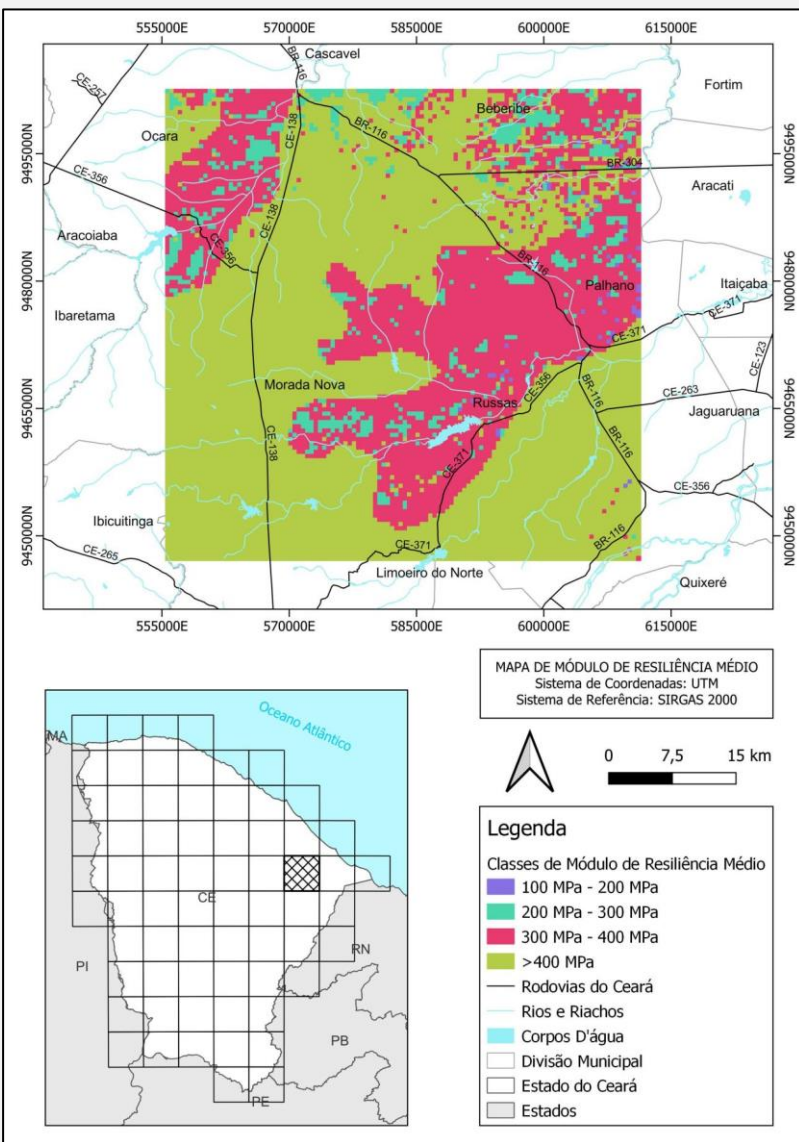 555000E 570000E 585000E 600000E 615000E
BR-116
Cascavel
CE-257
Fortim
Beberibe
Ocara
CE-138
BR-116
9495000N
9495000N
BR-304
CE-356
Aracati
CE-138
Aracoiaba
CE-356
BR-116
Palhano
Itaiçaba
9480000N
9480000N
CE-371
Ibaretama
CE-371
CE-123
Morada Nova
CE-356
BR-116
CE-263
Russas
9465000N
9465000N
Jaguaruana
CE-138
BR-116
CE-371
CE-356
Ibicuitinga
9450000N
9450000N
CE-265
CE-371
BR-116
Limoeiro do Norte
Quixeré
555000E 570000E 585000E 600000E 615000E
MAPA DE MÓDULO DE RESILIÊNCIA MÉDIO
Sistema de Coordenadas: UTM
Sistema de Referência: SIRGAS 2000
0 7,5 15 km
Oceano Atlântico
MA
CE
RN
PI
PB
PE
Legenda
Classes de Módulo de Resiliência Médio
100 MPa - 200 MPa
200 MPa - 300 MPa
300 MPa - 400 MPa
>400 MPa
Rodovias do Ceará
Rios e Riachos
Corpos D'água
Divisão Municipal
Estado do Ceará
Estados